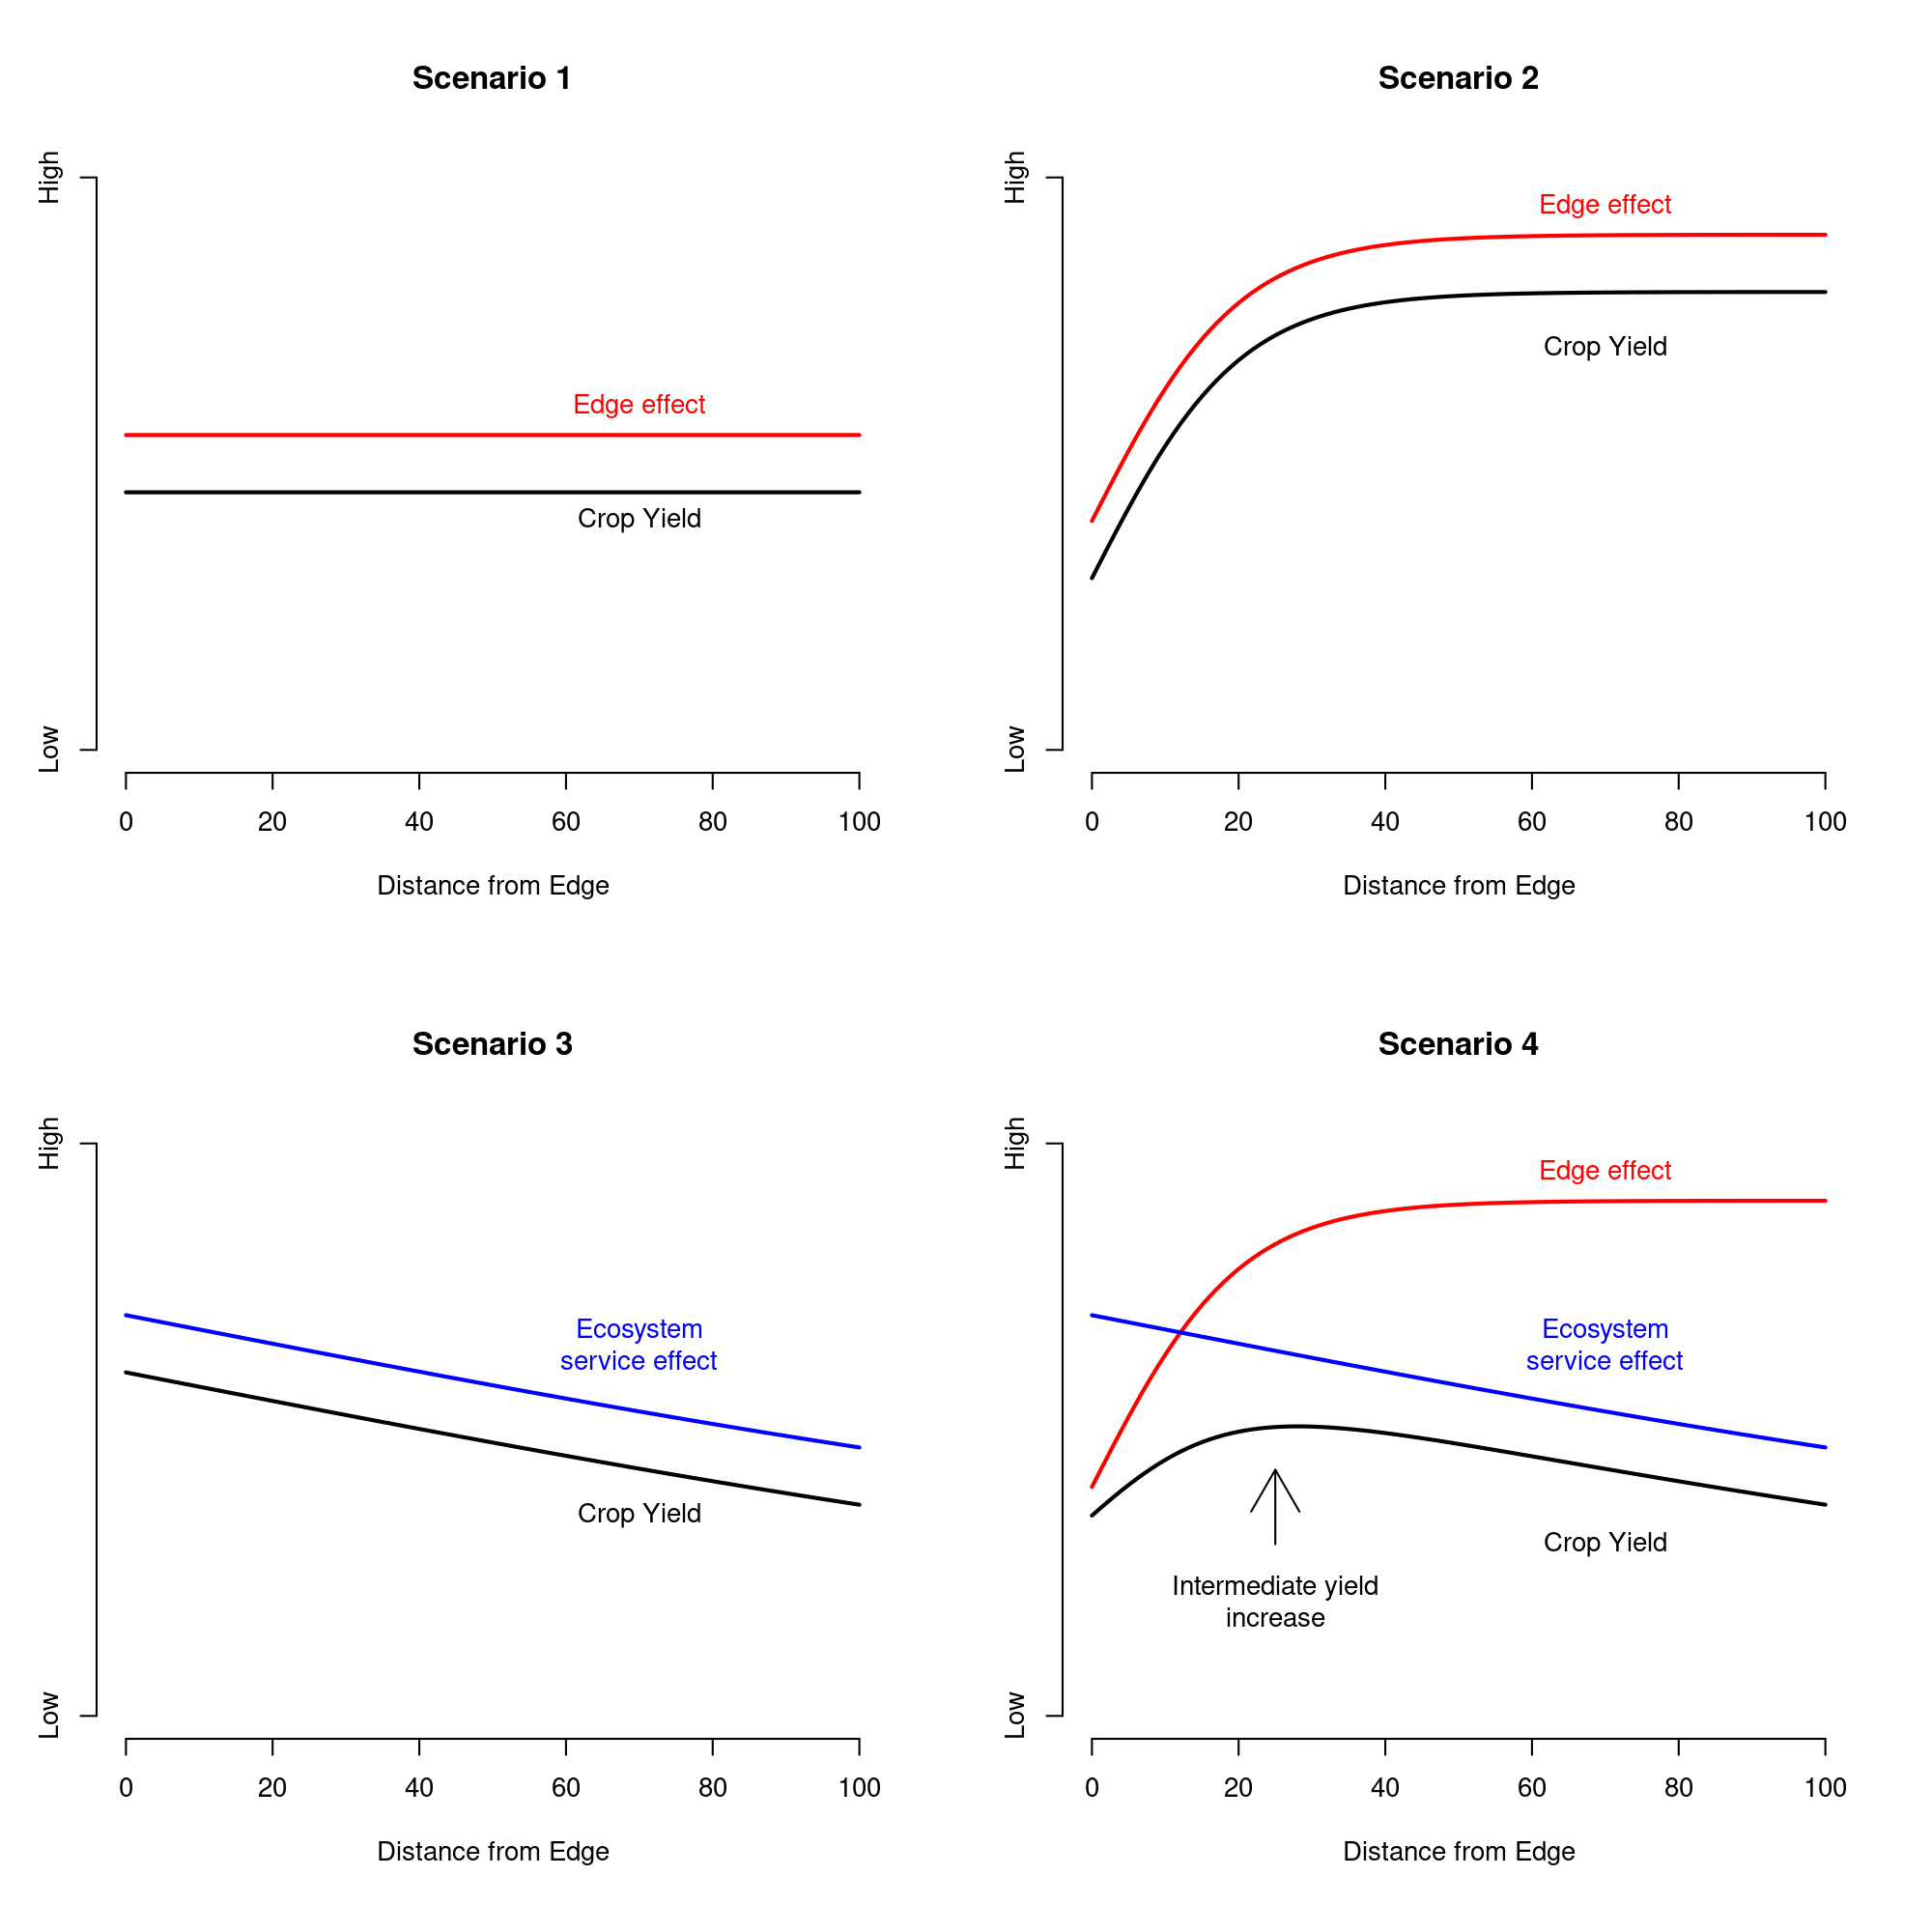 Scenario 1
High
Low
Edge effect
Crop Yield
0 20 40 60 80 100
Distance from Edge
Scenario 2
High
Low
Edge effect
Crop Yield
0 20 40 60 80 100
Distance from Edge
Scenario 3
High
Low
Ecosystem
service effect
Crop Yield
0 20 40 60 80 100
Distance from Edge
Scenario 4
High
Low
Edge effect
Ecosystem
service effect
Crop Yield
Intermediate yield
increase
0 20 40 60 80 100
Distance from Edge